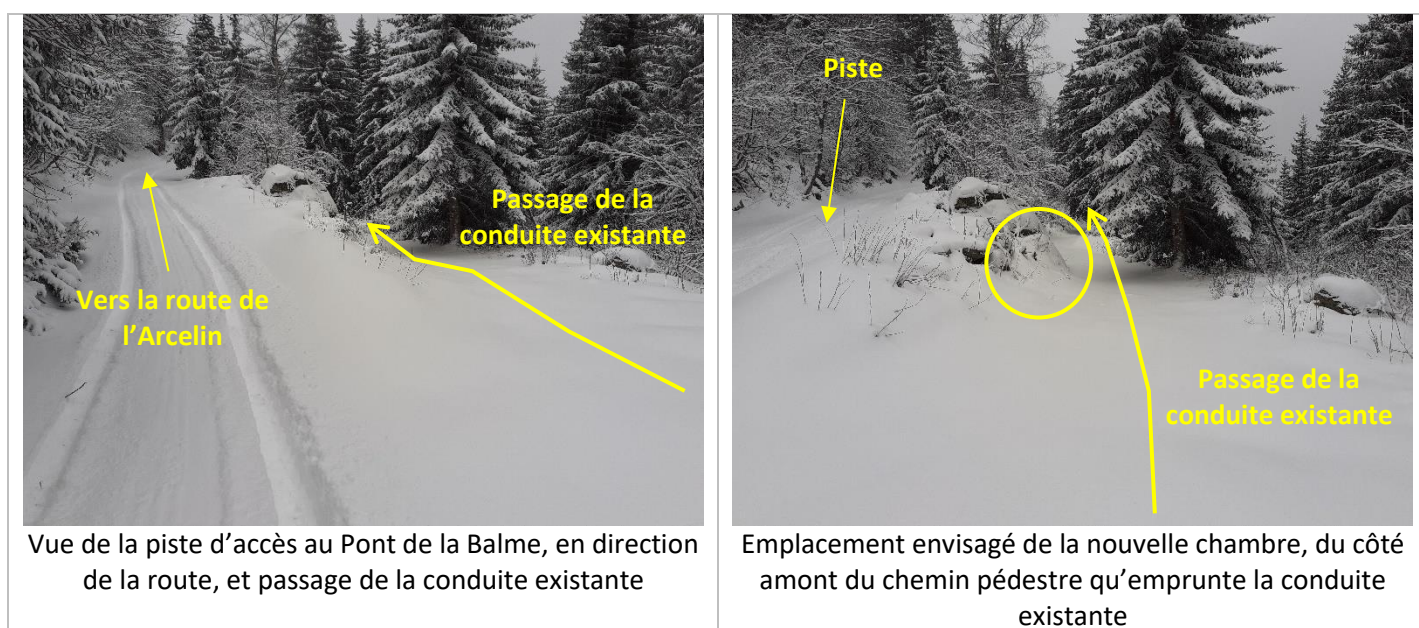 Passage de la
conduite existante
Vers la route de
l’Arcelin
Vue de la piste d’accès au Pont de la Balme, en direction
de la route, et passage de la conduite existante
Piste
Passage de la
conduite existante
Emplacement envisagé de la nouvelle chambre, du côté
amont du chemin pédestre qu’emprunte la conduite
existante